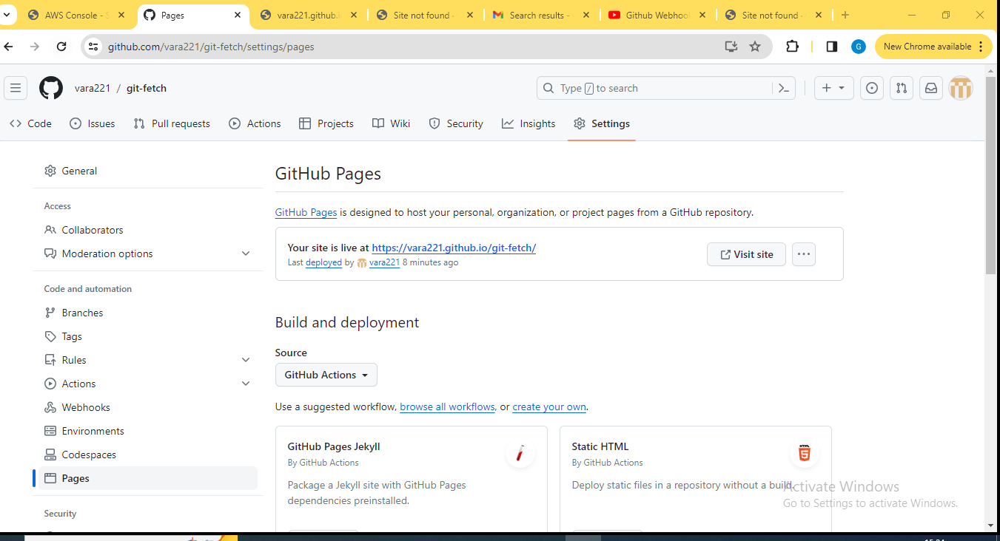 AWS Console - S
Pages
vara221.github.i
Site not found ·
Search results -
Github Webhoo
Site not found ·
github.com/vara221/git-fetch/settings/pages
G
New Chrome available
vara221 / git-fetch
Type / to search
Code
Issues
Pull requests
Actions
Projects
Wiki
Security
Insights
Settings
General
Access
Collaborators
Moderation options
Code and automation
Branches
Tags
Rules
Actions
Webhooks
Environments
Codespaces
Pages
Security
GitHub Pages
GitHub Pages is designed to host your personal, organization, or project pages from a GitHub repository.
Your site is live at https://vara221.github.io/git-fetch/
Last deployed by vara221 8 minutes ago
Visit site
Build and deployment
Source
GitHub Actions
Use a suggested workflow, browse all workflows, or create your own.
GitHub Pages Jekyll
By GitHub Actions
Package a Jekyll site with GitHub Pages
dependencies preinstalled.
Static HTML
By GitHub Actions
Deploy static files in a repository without a build.
HTML
5
Activate Windows
Go to Settings to activate Windows.